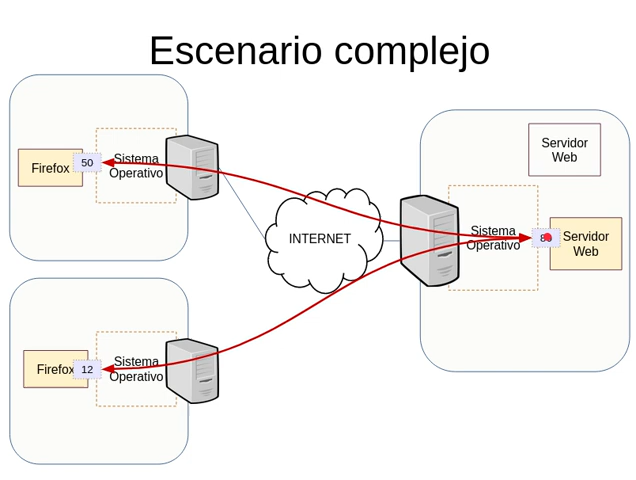 Escenario complejo
Firefox
50
Sistema
Operativo
INTERNET
Servidor
Web
Sistema
Operativo
Servidor
Web
Firefox
12
Sistema
Operativo